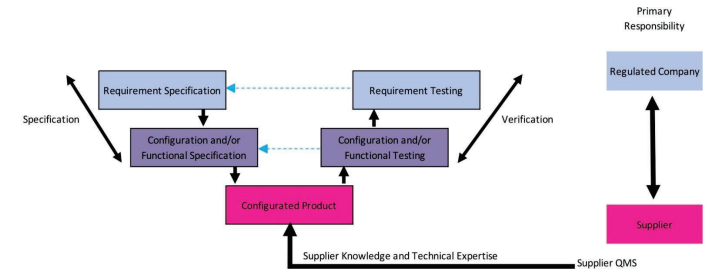 Primary
Responsibility
Requirement Specification
Requirement Testing
Regulated Company
Specification
Verification
Configuration and/or
Functional Specification
Configuration and/or
Functional Testing
Configurated Product
Supplier
Supplier Knowledge and Technical Expertise
Supplier QMS